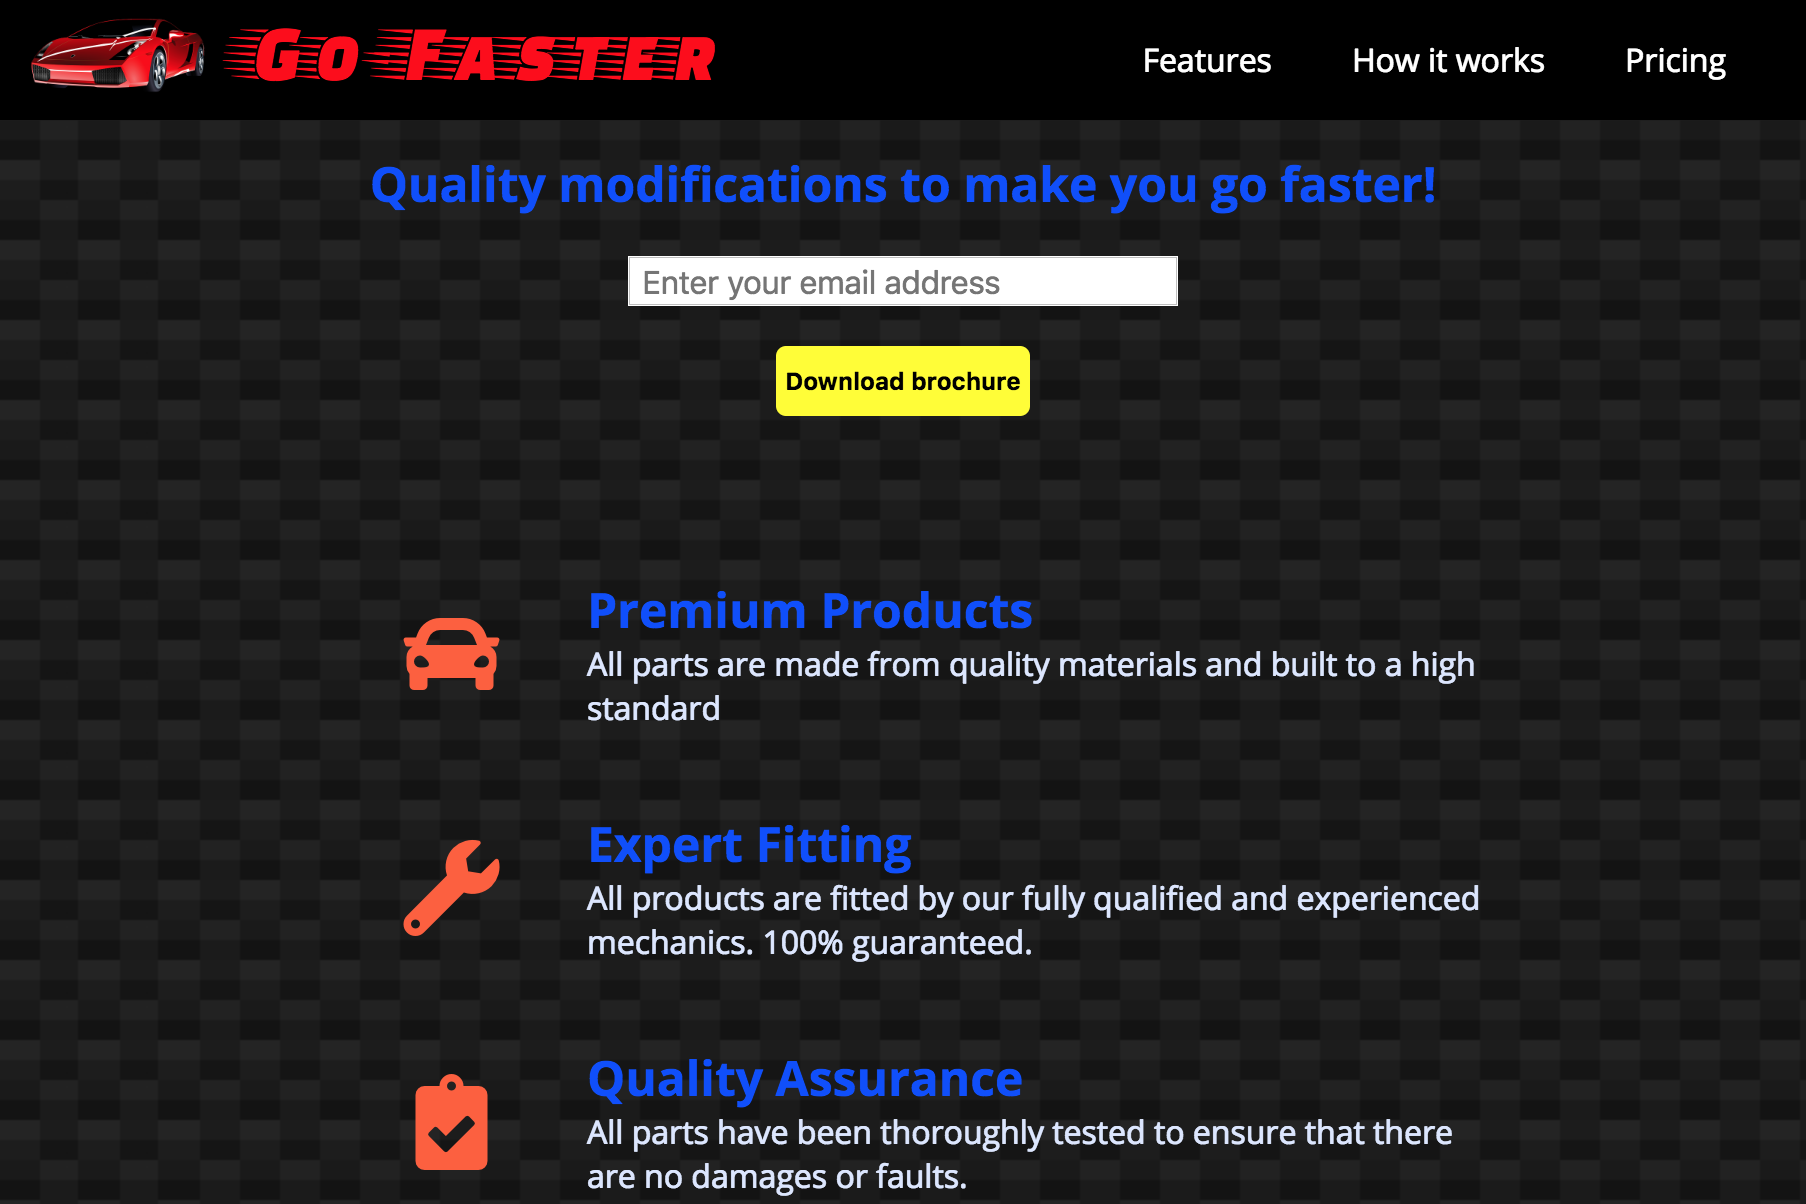 Go Faster
Features
How it works
Pricing
Quality modifications to make you go faster!
Enter your email address
Download brochure
Premium Products
All parts are made from quality materials and built to a high
standard
Expert Fitting
All products are fitted by our fully qualified and experienced
mechanics. 100% guaranteed.
Quality Assurance
All parts have been thoroughly tested to ensure that there
are no damages or faults.